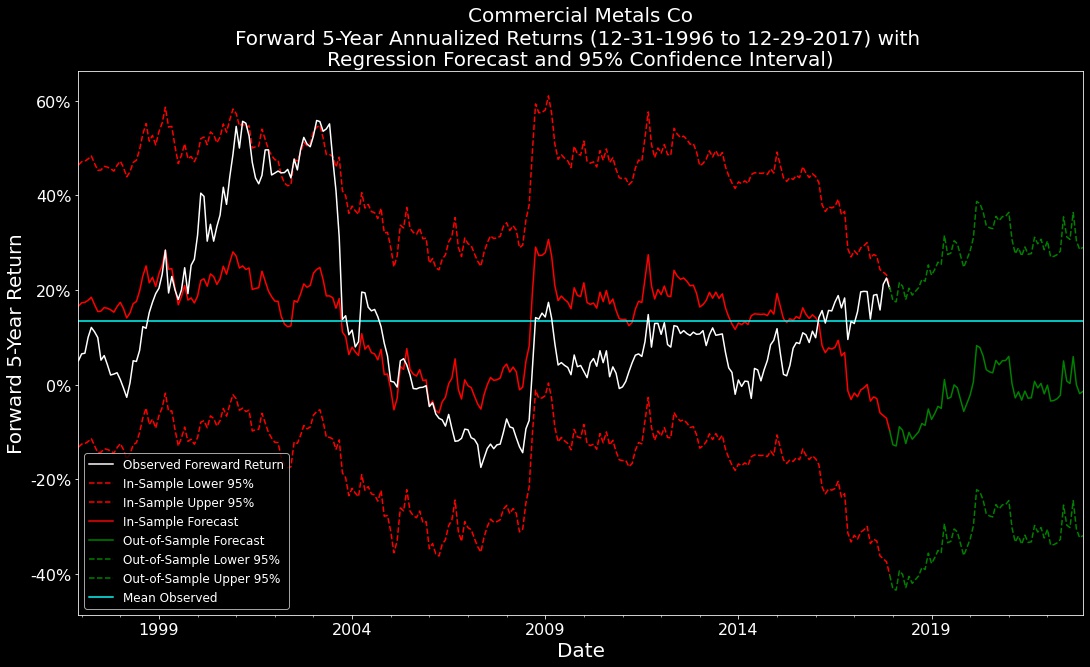 Commercial Metals Co
Forward 5-Year Annualized Returns (12-31-1996 to 12-29-2017) with
Regression Forecast and 95% Confidence Interval)
Forward 5-Year Return
60%
40%
20%
0%
-20%
-40%
Observed Foreward Return
In-Sample Lower 95%
In-Sample Upper 95%
In-Sample Forecast
Out-of-Sample Forecast
Out-of-Sample Lower 95%
Out-of-Sample Upper 95%
Mean Observed
1999 2004 2009 2014 2019
Date